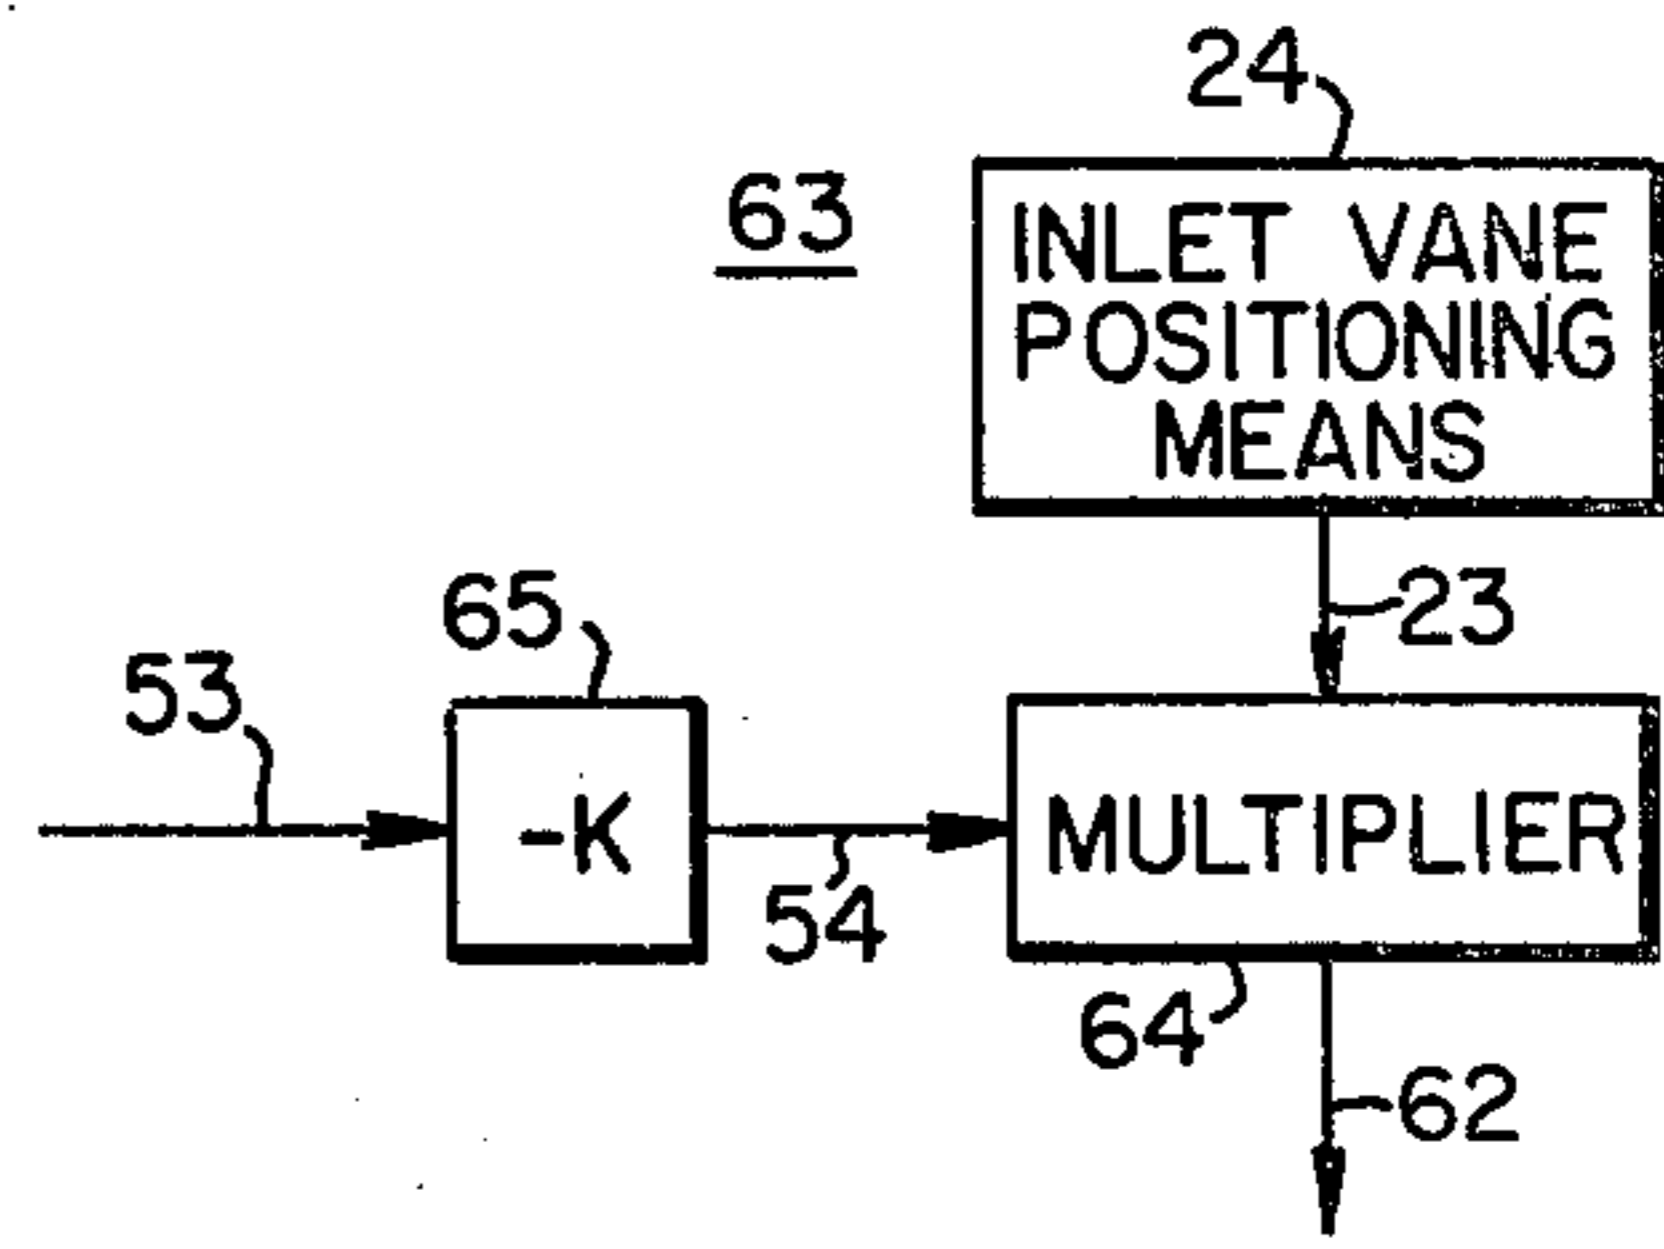 24
63
INLET VANE
POSITIONING
MEANS
23
65
53
-K
54
MULTIPLIER
64
62